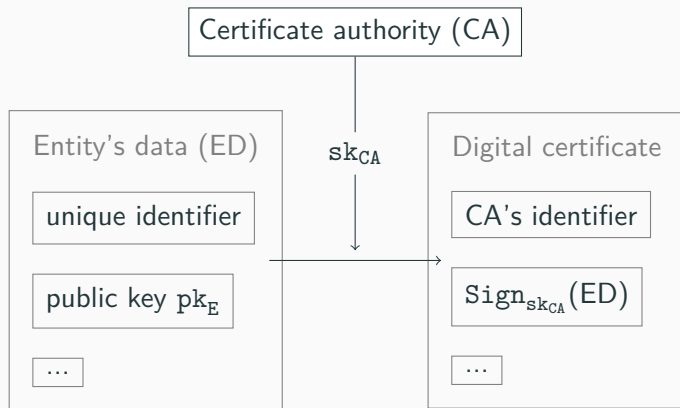 Certificate authority (CA)
Entity's data (ED)
unique identifier
public key pk_E
...
sk_CA
Digital certificate
CA's identifier
Sign_sk_CA(ED)
...